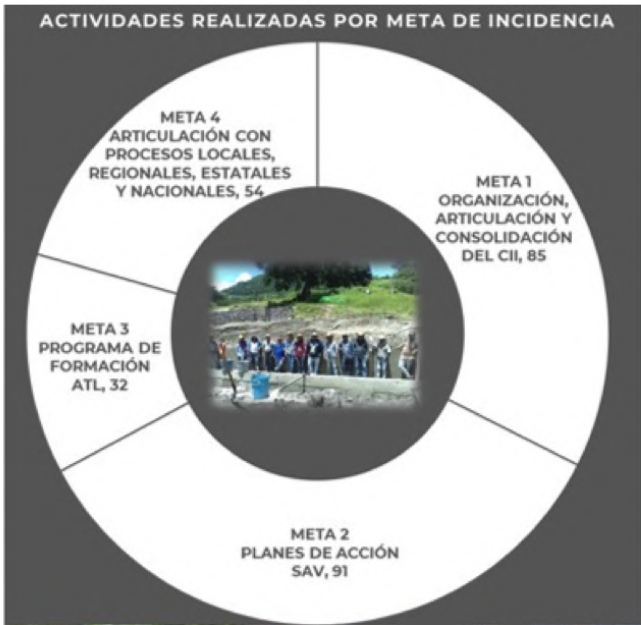 ACTIVIDADES REALIZADAS POR META DE INCIDENCIA
META 4
ARTICULACIÓN CON
PROCESOS LOCALES,
REGIONALES, ESTATALES
Y NACIONALES, 54
META 1
ORGANIZACIÓN,
ARTICULACIÓN Y
CONSOLIDACIÓN
DEL CII, 85
META 3
PROGRAMA DE
FORMACIÓN
ATL, 32
META 2
PLANES DE ACCIÓN
SAV, 91